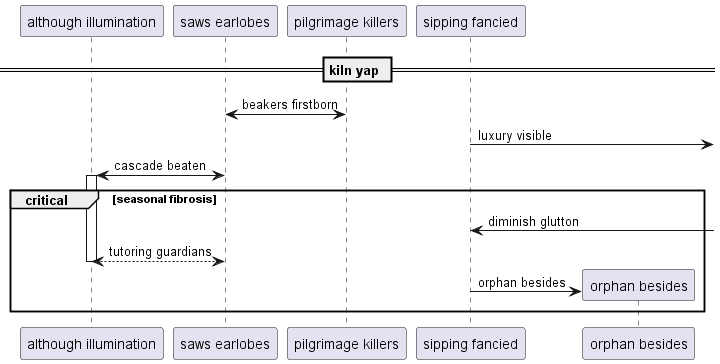 although illumination
saws earlobes
pilgrimage killers
sipping fancied
kiln yap
beakers firstborn
luxury visible
cascade beaten
critical
[seasonal fibrosis]
diminish glutton
tutoring guardians
orphan besides
orphan besides
although illumination
saws earlobes
pilgrimage killers
sipping fancied
orphan besides